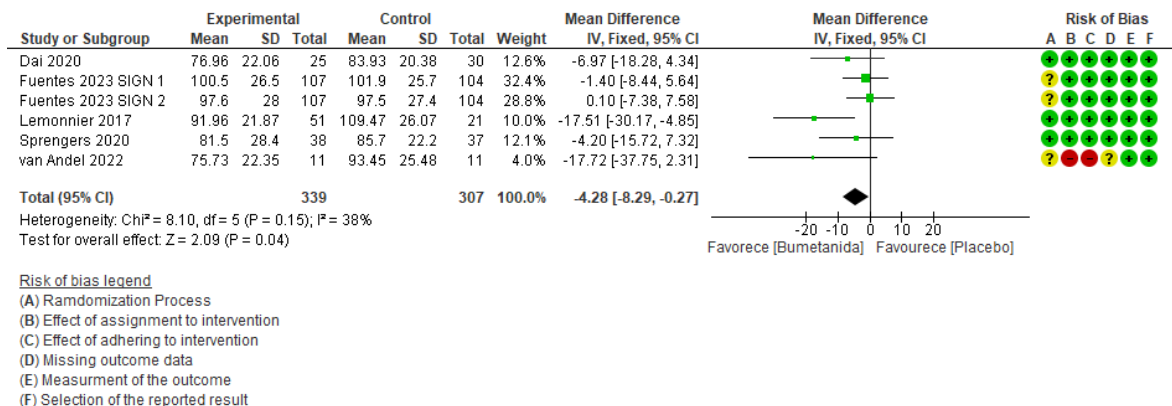 Experimental Control Mean Difference Mean Difference Risk of Bias
Study or Subgroup Mean SD Total Mean SD Total Weight IV, Fixed, 95% CI IV, Fixed, 95% CI A B C D E F
Dai 2020 76.96 22.06 25 83.93 20.38 30 12.6% -6.97 [-18.28, 4.34] + + + + + +
Fuentes 2023 SIGN 1 100.5 26.5 107 101.9 25.7 104 32.4% -1.40 [-8.44, 5.64] ? + + + + +
Fuentes 2023 SIGN 2 97.6 28 107 97.5 27.4 104 28.8% 0.10 [-7.38, 7.58] ? + + + + +
Lemonnier 2017 91.96 21.87 51 109.47 26.07 21 10.0% -17.51 [-30.17, -4.85] + + + + + +
Sprengers 2020 81.5 28.4 38 85.7 22.2 37 12.1% -4.20 [-15.72, 7.32] + + + + + +
van Andel 2022 75.73 22.35 11 93.45 25.48 11 4.0% -17.72 [-37.75, 2.31] ? - - ? + +
Total (95% CI) 339 307 100.0% -4.28 [-8.29, -0.27]
Heterogeneity: Chi² = 8.10, df = 5 (P = 0.15); I² = 38%
Test for overall effect: Z = 2.09 (P = 0.04)
-20 -10 0 10 20
Favorece [Bumetanida] Favourece [Placebo]
Risk of bias legend
(A) Ramdomization Process
(B) Effect of assignment to intervention
(C) Effect of adhering to intervention
(D) Missing outcome data
(E) Measurment of the outcome
(F) Selection of the reported result